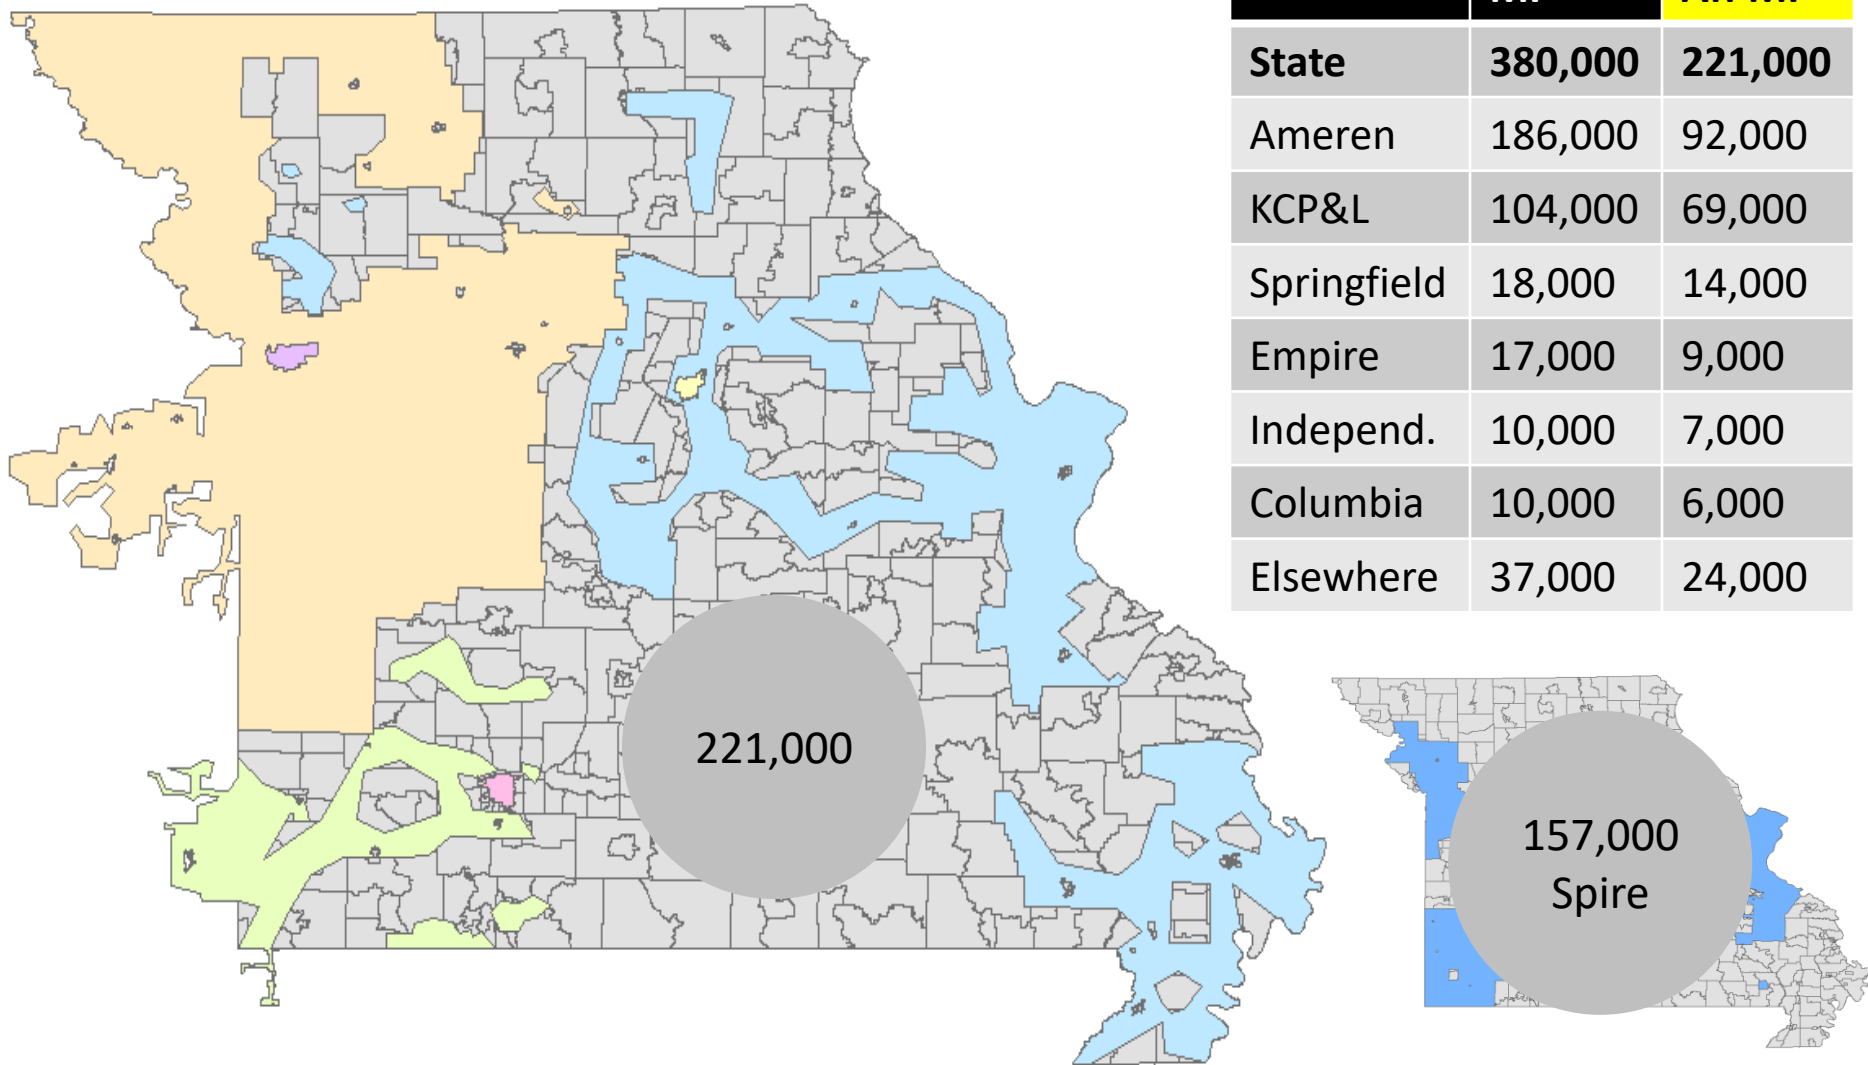 State 380,000 221,000
Ameren 186,000 92,000
KCP&L 104,000 69,000
Springfield 18,000 14,000
Empire 17,000 9,000
Independ. 10,000 7,000
Columbia 10,000 6,000
Elsewhere 37,000 24,000
221,000
157,000
Spire